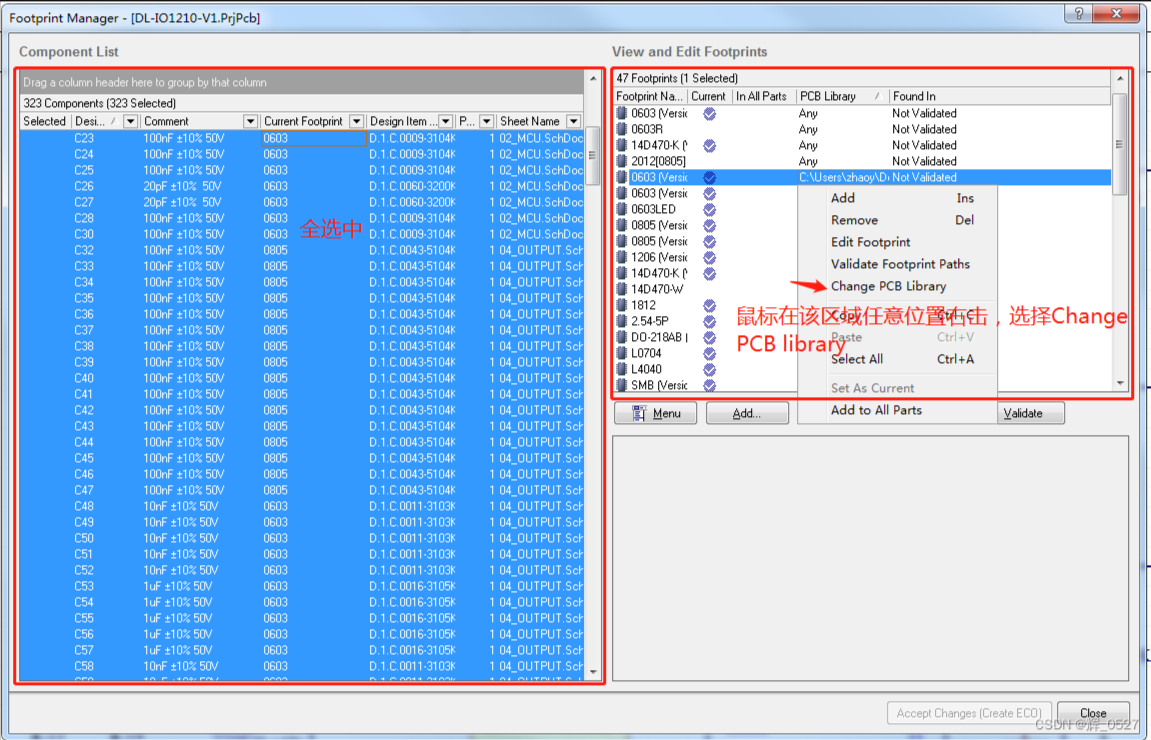 Footprint Manager - [DL-IO1210-V1.PrjPcb]
Component List
Drag a column header here to group by that column
323 Components (323 Selected)
Selected Desi... Comment Current Footprint Design Item ... P... Sheet Name
C23 100nF ±10% 50V 0603 D.1.C.0009-3104K 1 02_MCU.SchDoc
C24 100nF ±10% 50V 0603 D.1.C.0009-3104K 1 02_MCU.SchDoc
C25 100nF ±10% 50V 0603 D.1.C.0009-3104K 1 02_MCU.SchDoc
C26 20pF ±10% 50V 0603 D.1.C.0060-3200K 1 02_MCU.SchDoc
C27 20pF ±10% 50V 0603 D.1.C.0060-3200K 1 02_MCU.SchDoc
C28 100nF ±10% 50V 0603 D.1.C.0009-3104K 1 02_MCU.SchDoc
C30 100nF ±10% 50V 0603 D.1.C.0009-3104K 1 02_MCU.SchDoc
全选中
C32 100nF ±10% 50V 0805 D.1.C.0043-5104K 1 04_OUTPUT.Sch
C33 100nF ±10% 50V 0805 D.1.C.0043-5104K 1 04_OUTPUT.Sch
C34 100nF ±10% 50V 0805 D.1.C.0043-5104K 1 04_OUTPUT.Sch
C35 100nF ±10% 50V 0805 D.1.C.0043-5104K 1 04_OUTPUT.Sch
C36 100nF ±10% 50V 0805 D.1.C.0043-5104K 1 04_OUTPUT.Sch
C37 100nF ±10% 50V 0805 D.1.C.0043-5104K 1 04_OUTPUT.Sch
C38 100nF ±10% 50V 0805 D.1.C.0043-5104K 1 04_OUTPUT.Sch
C39 100nF ±10% 50V 0805 D.1.C.0043-5104K 1 04_OUTPUT.Sch
C40 100nF ±10% 50V 0805 D.1.C.0043-5104K 1 04_OUTPUT.Sch
C41 100nF ±10% 50V 0805 D.1.C.0043-5104K 1 04_OUTPUT.Sch
C42 100nF ±10% 50V 0805 D.1.C.0043-5104K 1 04_OUTPUT.Sch
C43 100nF ±10% 50V 0805 D.1.C.0043-5104K 1 04_OUTPUT.Sch
C44 100nF ±10% 50V 0805 D.1.C.0043-5104K 1 04_OUTPUT.Sch
C45 100nF ±10% 50V 0805 D.1.C.0043-5104K 1 04_OUTPUT.Sch
C46 100nF ±10% 50V 0805 D.1.C.0043-5104K 1 04_OUTPUT.Sch
C47 100nF ±10% 50V 0805 D.1.C.0043-5104K 1 04_OUTPUT.Sch
C48 10nF ±10% 50V 0603 D.1.C.0011-3103K 1 04_OUTPUT.Sch
C49 10nF ±10% 50V 0603 D.1.C.0011-3103K 1 04_OUTPUT.Sch
C50 10nF ±10% 50V 0603 D.1.C.0011-3103K 1 04_OUTPUT.Sch
C51 10nF ±10% 50V 0603 D.1.C.0011-3103K 1 04_OUTPUT.Sch
C52 10nF ±10% 50V 0603 D.1.C.0011-3103K 1 04_OUTPUT.Sch
C53 1uF ±10% 50V 0603 D.1.C.0016-3105K 1 04_OUTPUT.Sch
C54 1uF ±10% 50V 0603 D.1.C.0016-3105K 1 04_OUTPUT.Sch
C55 1uF ±10% 50V 0603 D.1.C.0016-3105K 1 04_OUTPUT.Sch
C56 1uF ±10% 50V 0603 D.1.C.0016-3105K 1 04_OUTPUT.Sch
C57 1uF ±10% 50V 0603 D.1.C.0016-3105K 1 04_OUTPUT.Sch
C58 10nF ±10% 50V 0603 D.1.C.0011-3103K 1 04_OUTPUT.Sch
View and Edit Footprints
47 Footprints (1 Selected)
Footprint Na... Current In All Parts PCB Library Found In
0603 (Versic Any Not Validated
0603R Any Not Validated
14D470-K (V Any Not Validated
2012[0805] Any Not Validated
0603 (Versic C:\Users\zhaoy\D Not Validated
0603 (Versic
0603LED
0805 (Versic
0805 (Versic
1206 (Versic
14D470-K (V
14D470-W
1812
2.54-5P
DO-218AB (
L0704
L4040
SMB (Versic
Add Ins
Remove Del
Edit Footprint
Validate Footprint Paths
Change PCB Library
Copy Ctrl+C
Paste Ctrl+V
Select All Ctrl+A
Set As Current
Add to All Parts
鼠标在该区域任意位置右击，选择Change
PCB library
Menu Add... Validate
Accept Changes (Create ECO) Close
CSDN @辉_0527